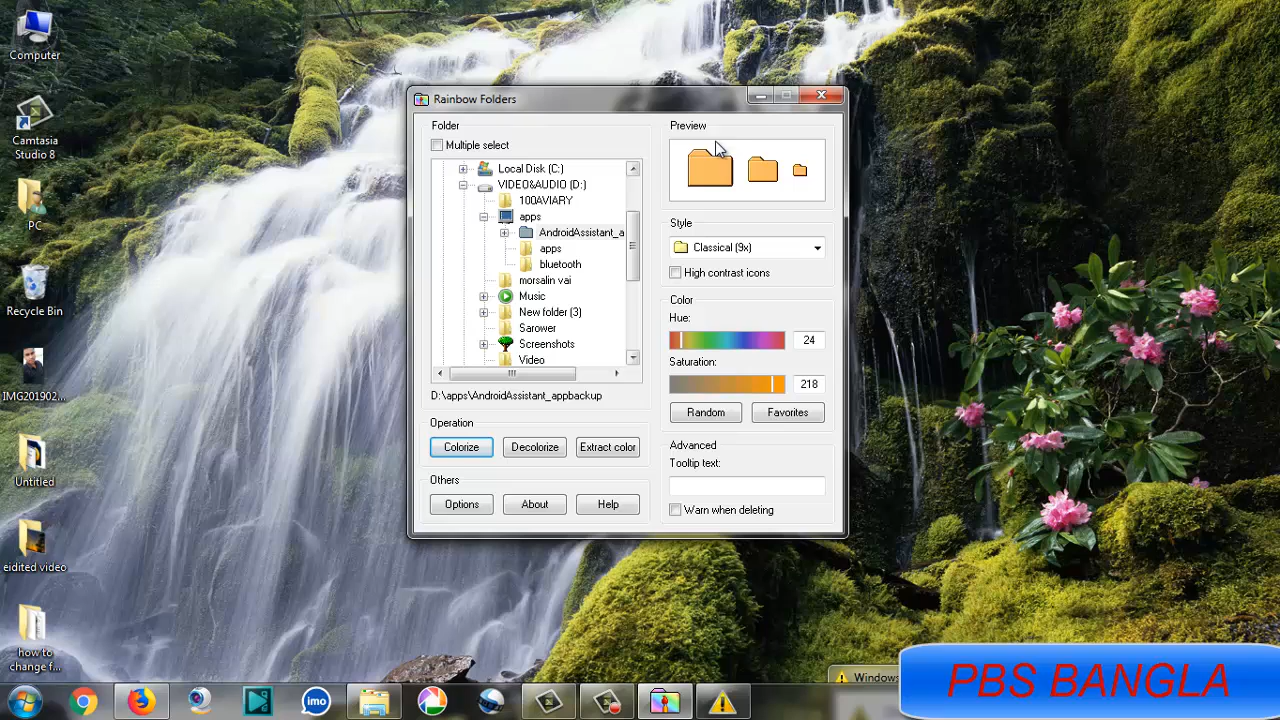 Computer
Camtasia
Studio 8
PC
Recycle Bin
IMG201902...
Untitled
eidited video
how to
change f...
Rainbow Folders
Folder
Multiple select
Local Disk (C:)
VIDEO&AUDIO (D:)
100AVIARY
apps
AndroidAssistant_a
apps
bluetooth
morsalin vai
Music
New folder (3)
Sarower
Screenshots
Video
D:\apps\AndroidAssistant_appbackup
Operation
Colorize
Decolorize
Extract color
Others
Options
About
Help
Preview
Style
Classical (9x)
High contrast icons
Color
Hue:
24
Saturation:
218
Random
Favorites
Advanced
Tooltip text:
Warn when deleting
Windows
imo
PBS BANGLA